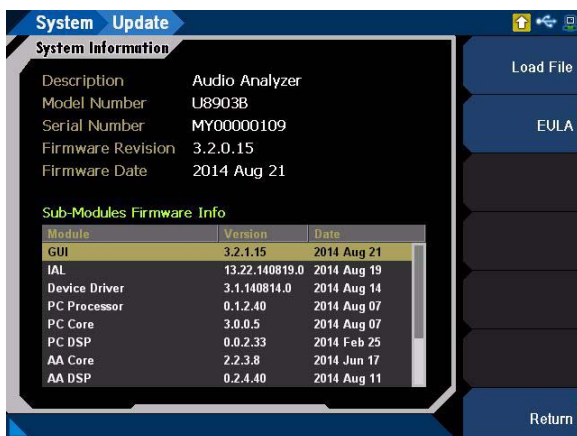 System Update
System Information
Load File
Description Audio Analyzer
Model Number U8903B
Serial Number MY00000109
EULA
Firmware Revision 3.2.0.15
Firmware Date 2014 Aug 21
Sub-Modules Firmware Info
Module Version Date
GUI 3.2.1.15 2014 Aug 21
IAL 13.22.140819.0 2014 Aug 19
Device Driver 3.1.140814.0 2014 Aug 14
PC Processor 0.1.2.40 2014 Aug 07
PC Core 3.0.0.5 2014 Aug 07
PC DSP 0.0.2.33 2014 Feb 25
AA Core 2.2.3.8 2014 Jun 17
AA DSP 0.2.4.40 2014 Aug 11
Return